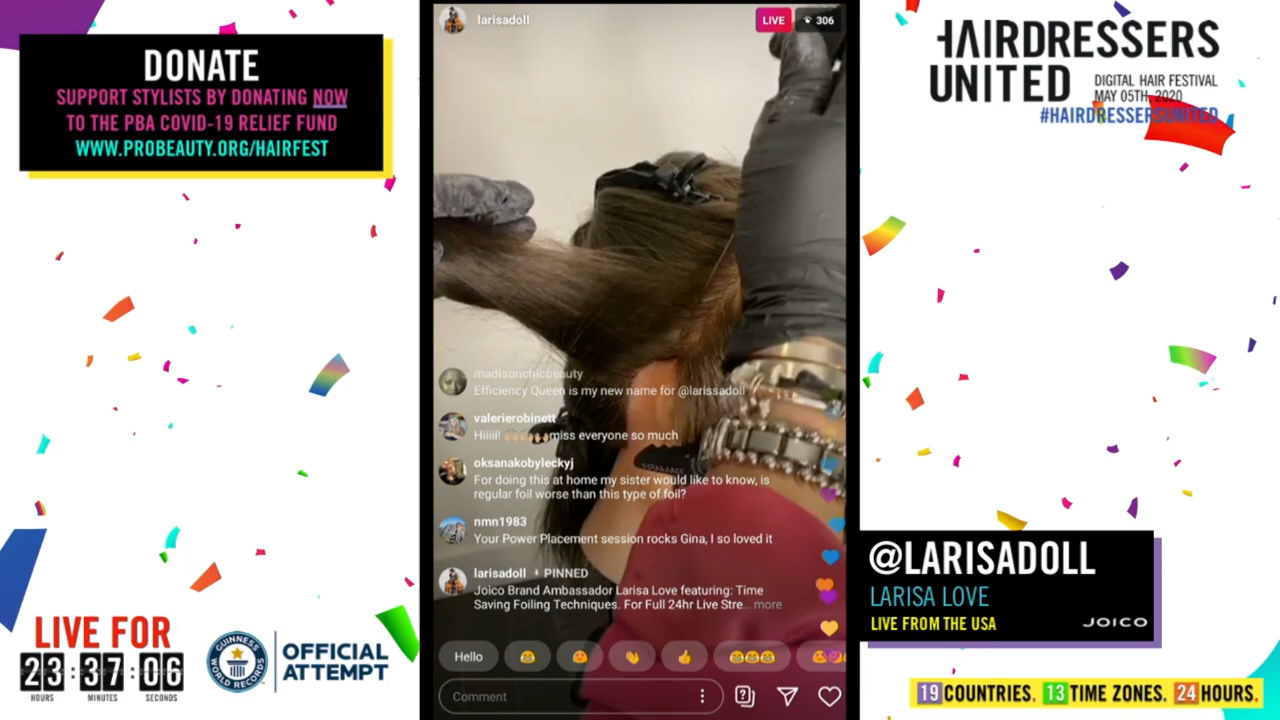 DONATE
SUPPORT STYLISTS BY DONATING NOW
TO THE PBA COVID-19 RELIEF FUND
WWW.PROBEAUTY.ORG/HAIRFEST
LIVE FOR
23:37:06
HOURS MINUTES SECONDS
GUINNESS WORLD RECORDS
OFFICIAL
ATTEMPT
larisadoll
LIVE
306
madisonchicbeauty
Efficiency Queen is my new name for @larissadoll
valerierobinett
Hiiiii! 🙌🏼🙌🏼🙌🏼miss everyone so much
oksanakobyleckyj
For doing this at home my sister would like to know, is
regular foil worse than this type of foil?
nmn1983
Your Power Placement session rocks Gina, I so loved it
larisadoll PINNED
Joico Brand Ambassador Larisa Love featuring: Time
Saving Foiling Techniques. For Full 24hr Live Stre… more
Hello
Comment
HAIRDRESSERS
UNITED
DIGITAL HAIR FESTIVAL
MAY 05TH, 2020
#HAIRDRESSERSUNITED
@LARISADOLL
LARISA LOVE
LIVE FROM THE USA
JOICO
19 COUNTRIES. 13 TIME ZONES. 24 HOURS.